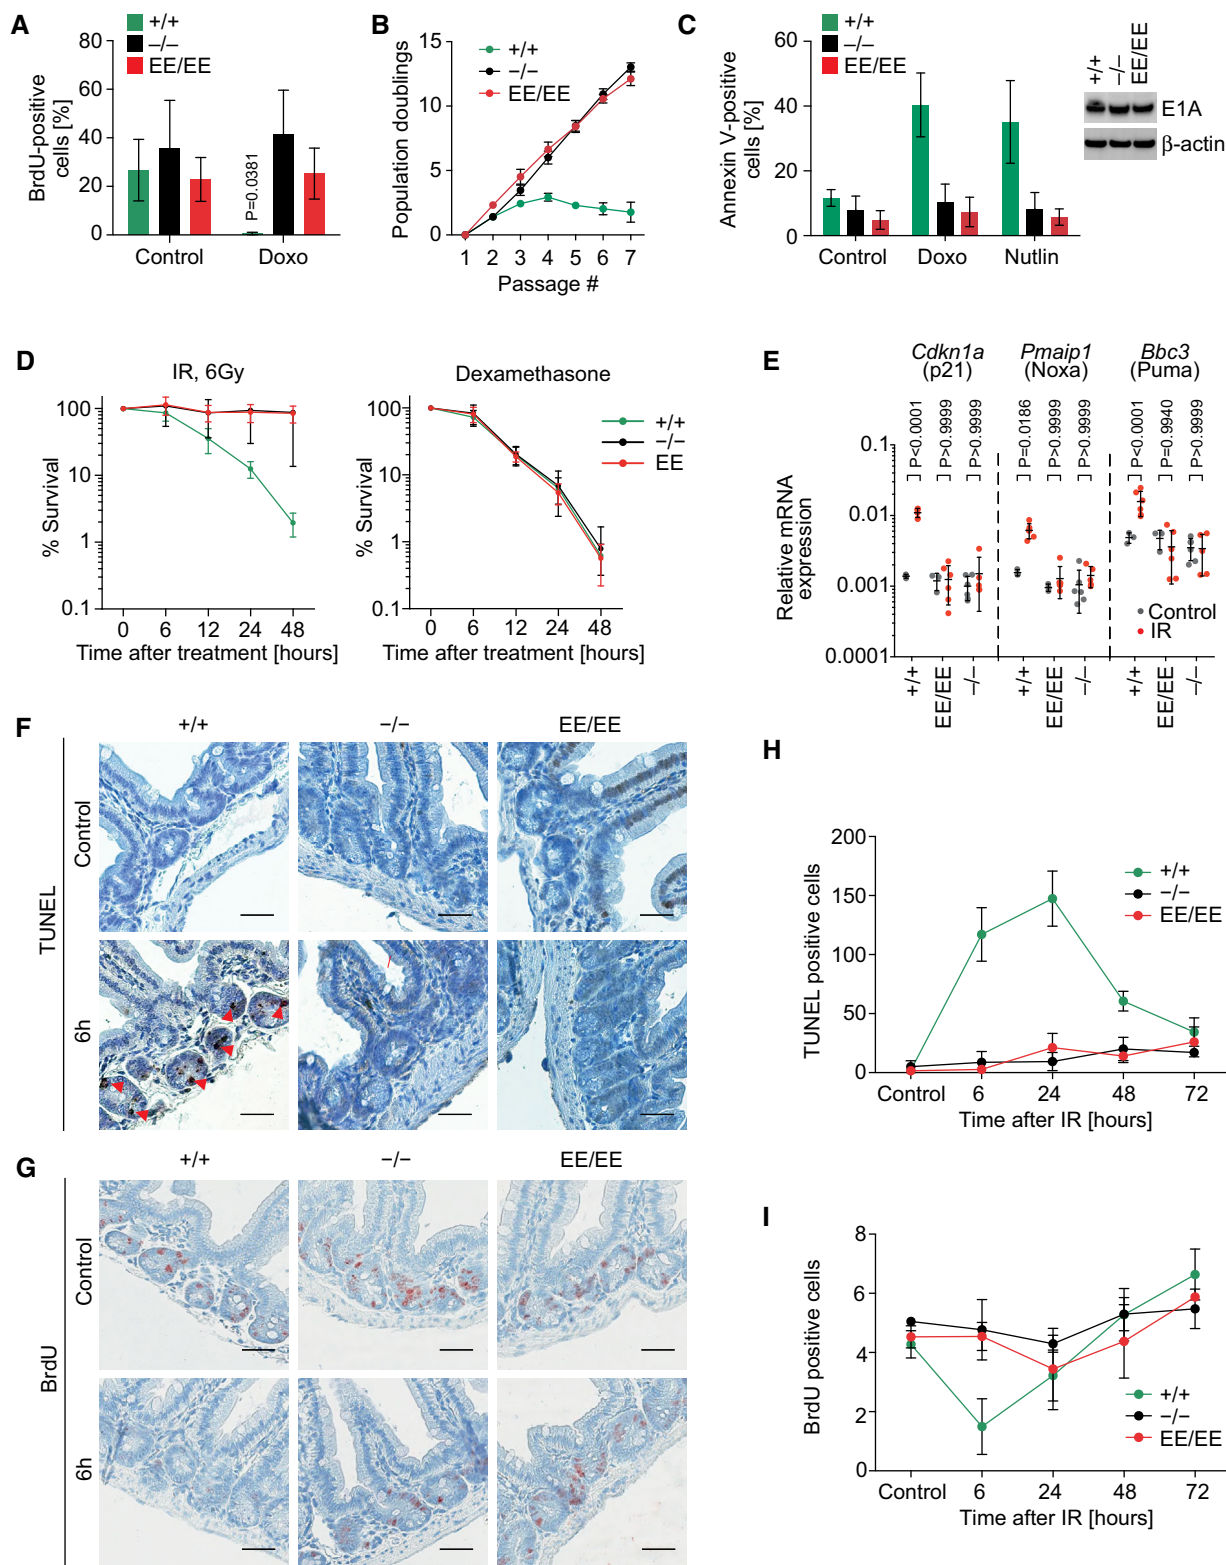 A
+/+
−/−
EE/EE
80
60
40
20
0
BrdU-positive
cells [%]
P=0.0381
Control
Doxo
B
+/+
−/−
EE/EE
15
10
5
0
Population doublings
1 2 3 4 5 6 7
Passage #
C
+/+
−/−
EE/EE
60
40
20
0
Annexin V-positive
cells [%]
Control
Doxo
Nutlin
+/+
−/−
EE/EE
E1A
β-actin
D
IR, 6Gy
100
10
1
0.1
% Survival
0 6 12 24 48
Time after treatment [hours]
Dexamethasone
100
10
1
0.1
% Survival
0 6 12 24 48
Time after treatment [hours]
+/+
−/−
EE
E
Cdkn1a
(p21)
Pmaip1
(Noxa)
Bbc3
(Puma)
P<0.0001
P>0.9999
P>0.9999
P=0.0186
P>0.9999
P>0.9999
P<0.0001
P=0.9940
P>0.9999
0.1
0.01
0.001
0.0001
Relative mRNA
expression
Control
IR
+/+
EE/EE
−/−
+/+
EE/EE
−/−
+/+
EE/EE
−/−
F
+/+
−/−
EE/EE
TUNEL
Control
6h
G
+/+
−/−
EE/EE
BrdU
Control
6h
H
200
150
100
50
0
TUNEL positive cells
+/+
−/−
EE/EE
Control 6 24 48 72
Time after IR [hours]
I
8
6
4
2
0
BrdU positive cells
+/+
−/−
EE/EE
Control 6 24 48 72
Time after IR [hours]